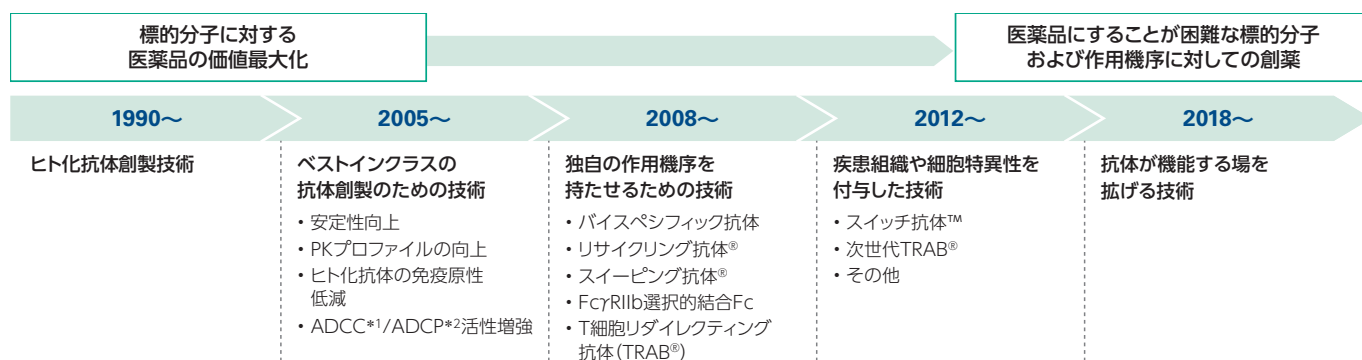 標的分子に対する
医薬品の価値最大化
医薬品にすることが困難な標的分子
および作用機序に対しての創薬
1990～
2005～
2008～
2012～
2018～
ヒト化抗体創製技術
ベストインクラスの
抗体創製のための技術
・安定性向上
・PKプロファイルの向上
・ヒト化抗体の免疫原性
低減
・ADCC*1/ADCP*2活性増強
独自の作用機序を
持たせるための技術
・バイスペシフィック抗体
・リサイクリング抗体®
・スイーピング抗体®
・FcγRIIb選択的結合Fc
・T細胞リダイレクティング
抗体(TRAB®)
疾患組織や細胞特異性を
付与した技術
・スイッチ抗体™
・次世代TRAB®
・その他
抗体が機能する場を
拡げる技術